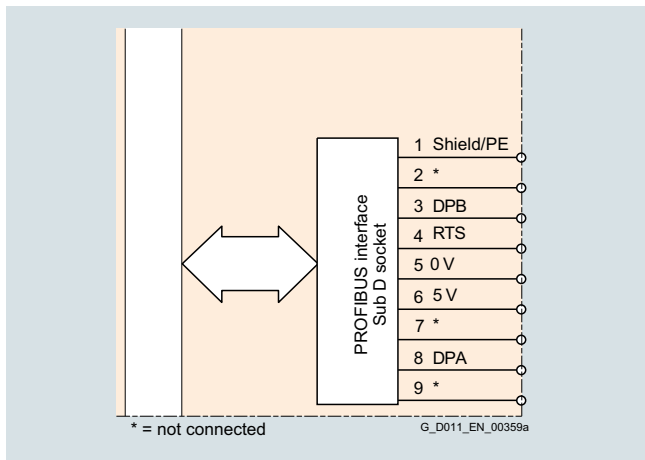 1 Shield/PE
2 *
3 DPB
4 RTS
5 0 V
6 5 V
7 *
8 DPA
9 *
PROFIBUS interface
Sub D socket
* = not connected
G_D011_EN_00359a